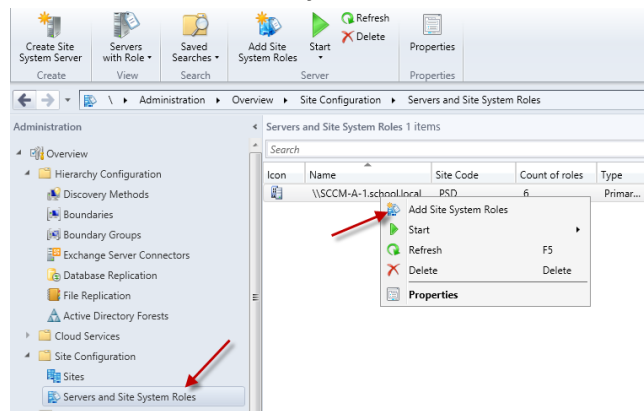 Create Site
System Server
Servers
with Role
Saved
Searches
Add Site
System Roles
Start
Refresh
Delete
Properties
Create
View
Search
Server
Properties
\ Administration Overview Site Configuration Servers and Site System Roles
Administration
Servers and Site System Roles 1 items
Search
Icon Name Site Code Count of roles Type
\\SCCM-A-1.school.local PSD 6 Primar...
Add Site System Roles
Start
Refresh F5
Delete Delete
Properties
Overview
Hierarchy Configuration
Discovery Methods
Boundaries
Boundary Groups
Exchange Server Connectors
Database Replication
File Replication
Active Directory Forests
Cloud Services
Site Configuration
Sites
Servers and Site System Roles